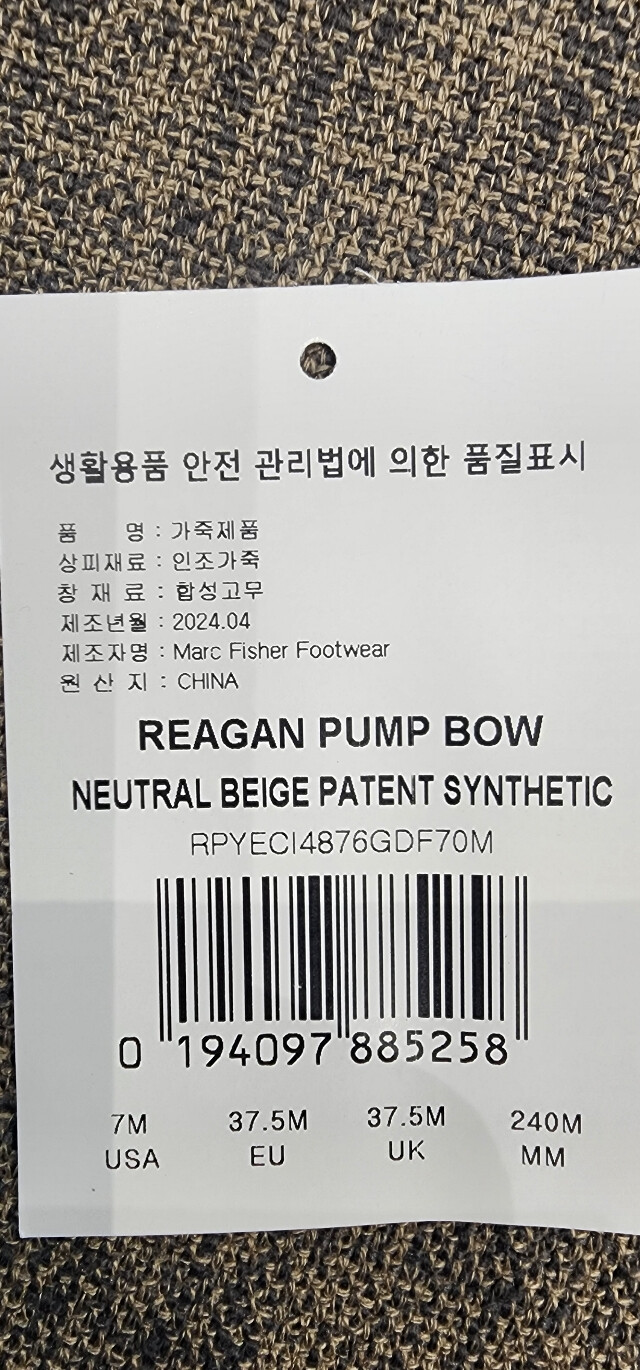 생활용품 안전 관리법에 의한 품질표시
품 명 : 가죽제품
상피재료 : 인조가죽
창 재 료 : 합성고무
제조년월 : 2024.04
제조자명 : Marc Fisher Footwear
원 산 지 : CHINA
REAGAN PUMP BOW
NEUTRAL BEIGE PATENT SYNTHETIC
RPYECI4876GDF70M
0 194097 885258
7M 37.5M 37.5M 240M
USA EU UK MM